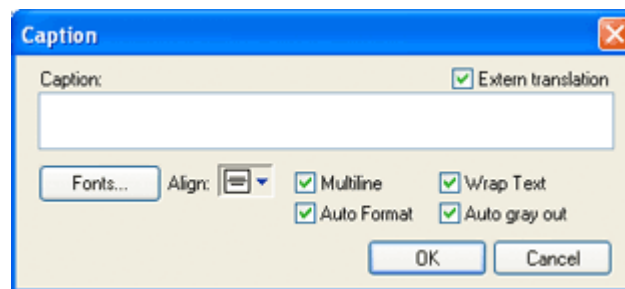 Caption
Caption: Extern translation
Fonts... Align: Multiline Wrap Text
Auto Format Auto gray out
OK Cancel